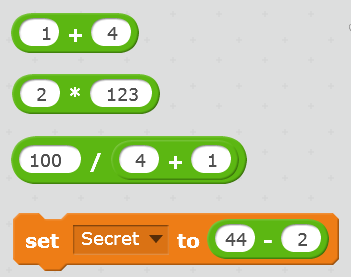 1 + 4
2 * 123
100 / 4 + 1
set Secret to 44 - 2